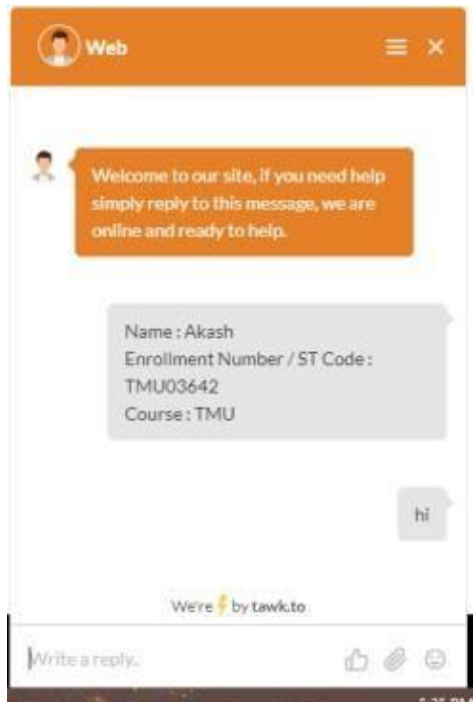 Web
Welcome to our site, if you need help
simply reply to this message, we are
online and ready to help.
Name : Akash
Enrollment Number / ST Code :
TMU03642
Course : TMU
hi
We're by tawk.to
Write a reply..